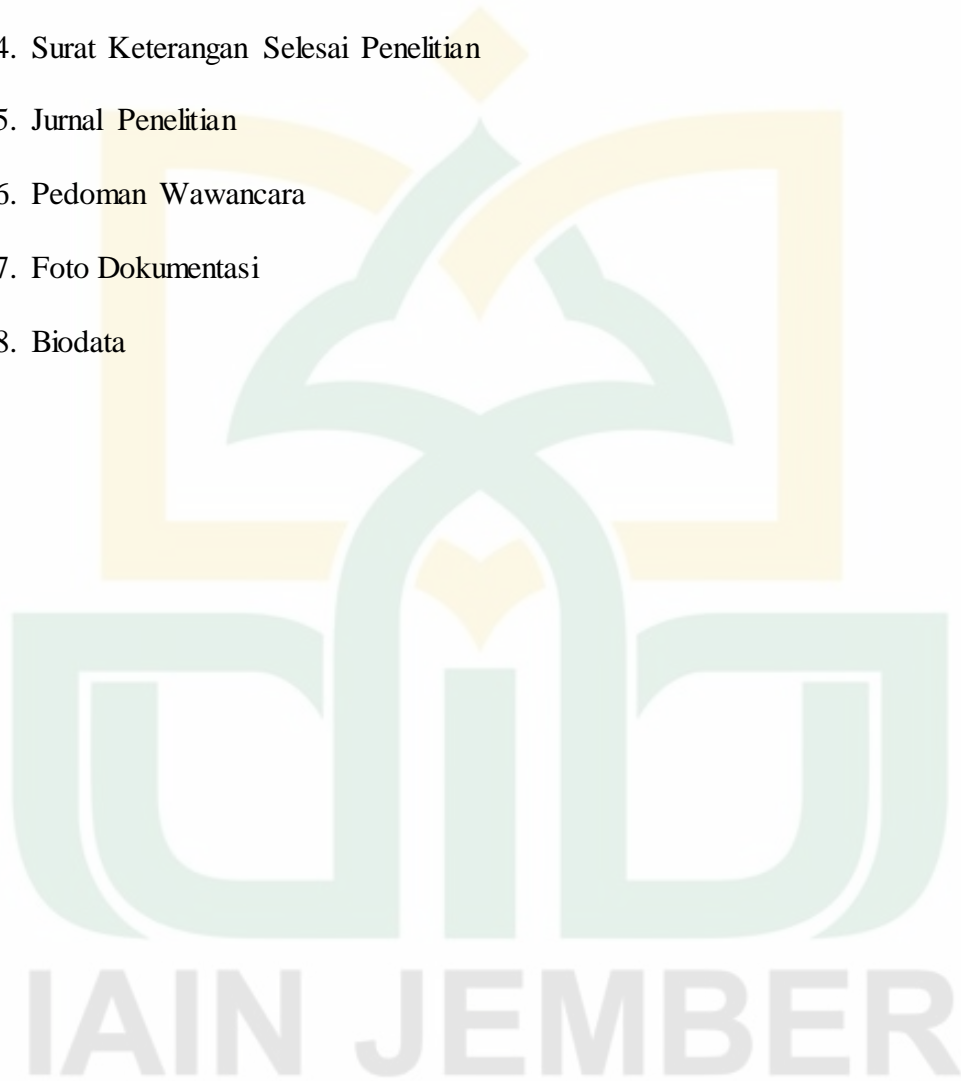 4. Surat Keterangan Selesai Penelitian
5. Jurnal Penelitian
6. Pedoman Wawancara
7. Foto Dokumentasi
8. Biodata
IAIN JEMBER